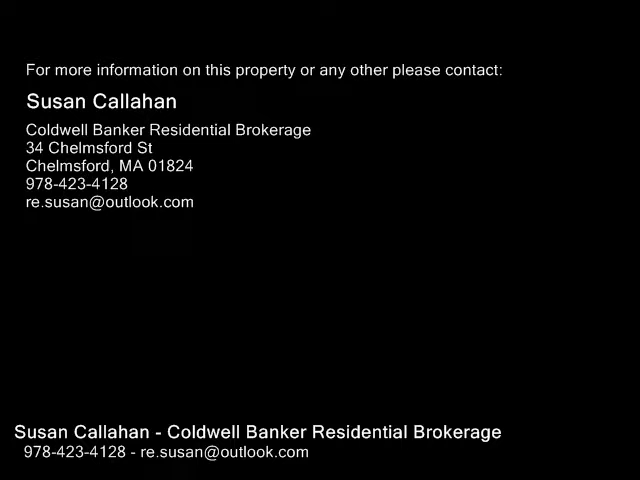 For more information on this property or any other please contact:
Susan Callahan
Coldwell Banker Residential Brokerage
34 Chelmsford St
Chelmsford, MA 01824
978-423-4128
re.susan@outlook.com
Susan Callahan - Coldwell Banker Residential Brokerage
978-423-4128 - re.susan@outlook.com